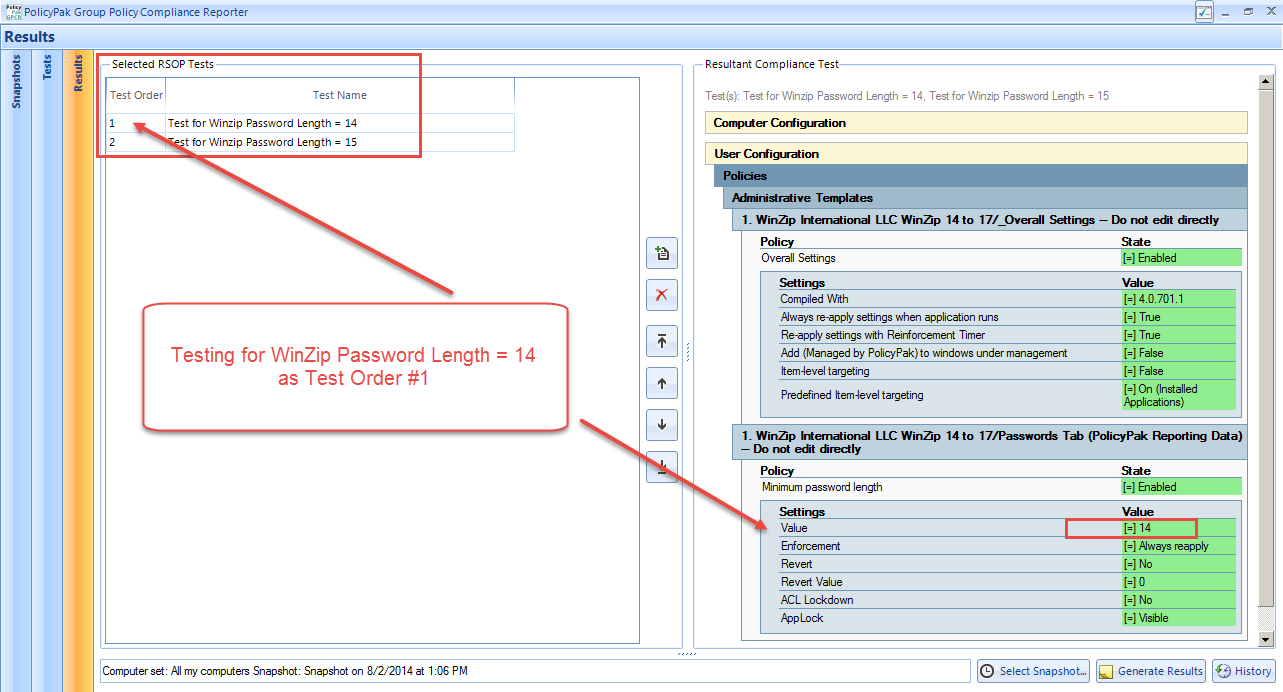 Policy Pak GPCR
PolicyPak Group Policy Compliance Reporter
Results
Snapshots
Tests
Results
Selected RSOP Tests
Test Order Test Name
1 Test for Winzip Password Length = 14
2 Test for Winzip Password Length = 15
Testing for WinZip Password Length = 14
as Test Order #1
Resultant Compliance Test
Test(s): Test for Winzip Password Length = 14, Test for Winzip Password Length = 15
Computer Configuration
User Configuration
Policies
Administrative Templates
1. WinZip International LLC WinZip 14 to 17/_Overall Settings – Do not edit directly
Policy State
Overall Settings [=] Enabled
Settings Value
Compiled With [=] 4.0.701.1
Always re-apply settings when application runs [=] True
Re-apply settings with Reinforcement Timer [=] True
Add (Managed by PolicyPak) to windows under management [=] False
Item-level targeting [=] False
Predefined Item-level targeting [=] On (Installed
Applications)
1. WinZip International LLC WinZip 14 to 17/Passwords Tab (PolicyPak Reporting Data)
– Do not edit directly
Policy State
Minimum password length [=] Enabled
Settings Value
Value [=] 14
Enforcement [=] Always reapply
Revert [=] No
Revert Value [=] 0
ACL Lockdown [=] No
AppLock [=] Visible
Computer set: All my computers Snapshot: Snapshot on 8/2/2014 at 1:06 PM
Select Snapshot...
Generate Results
History